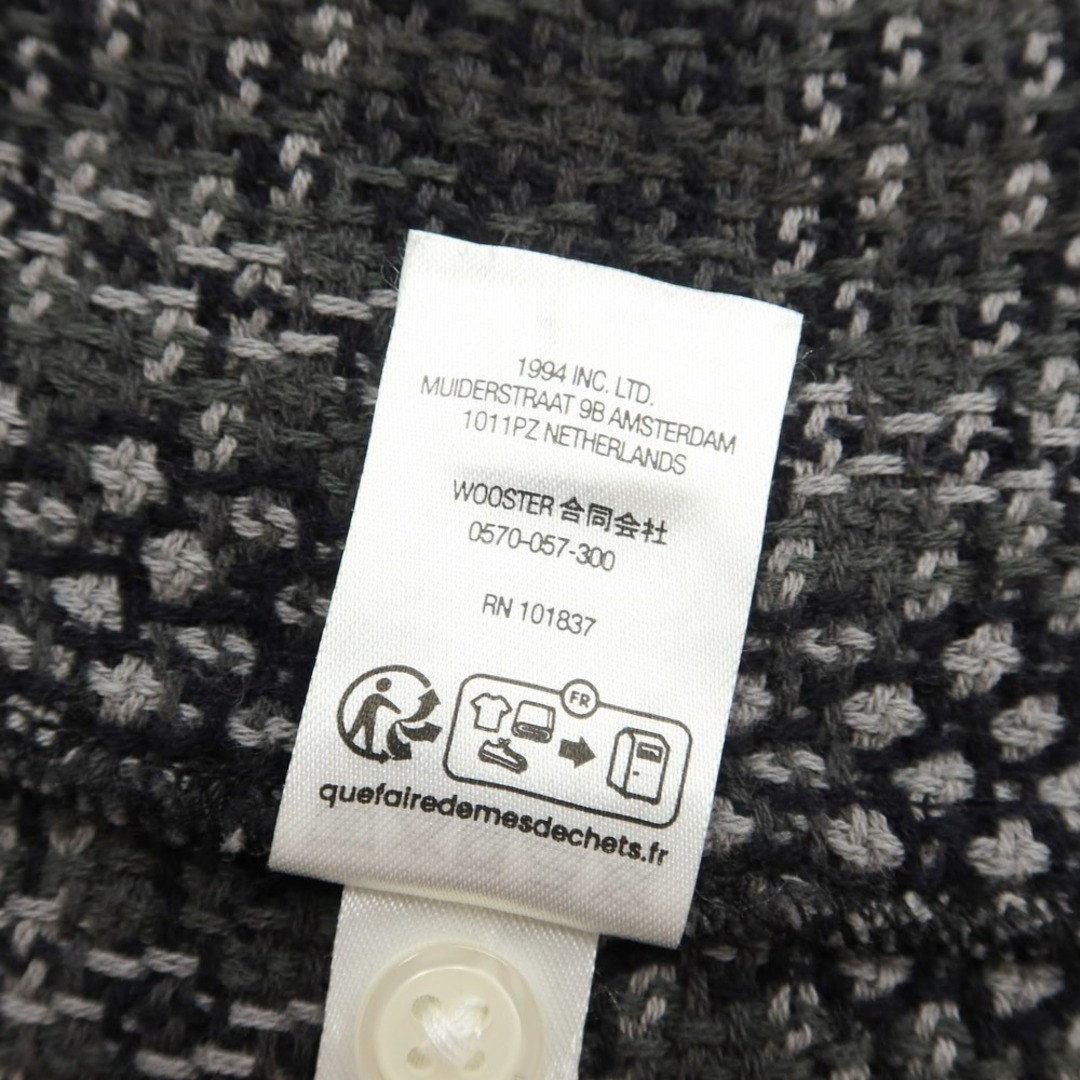 1994 INC. LTD.
MUIDERSTRAAT 9B AMSTERDAM
1011PZ NETHERLANDS
WOOSTER 合同会社
0570-057-300
RN 101837
FR
quefairedemesdechets.fr